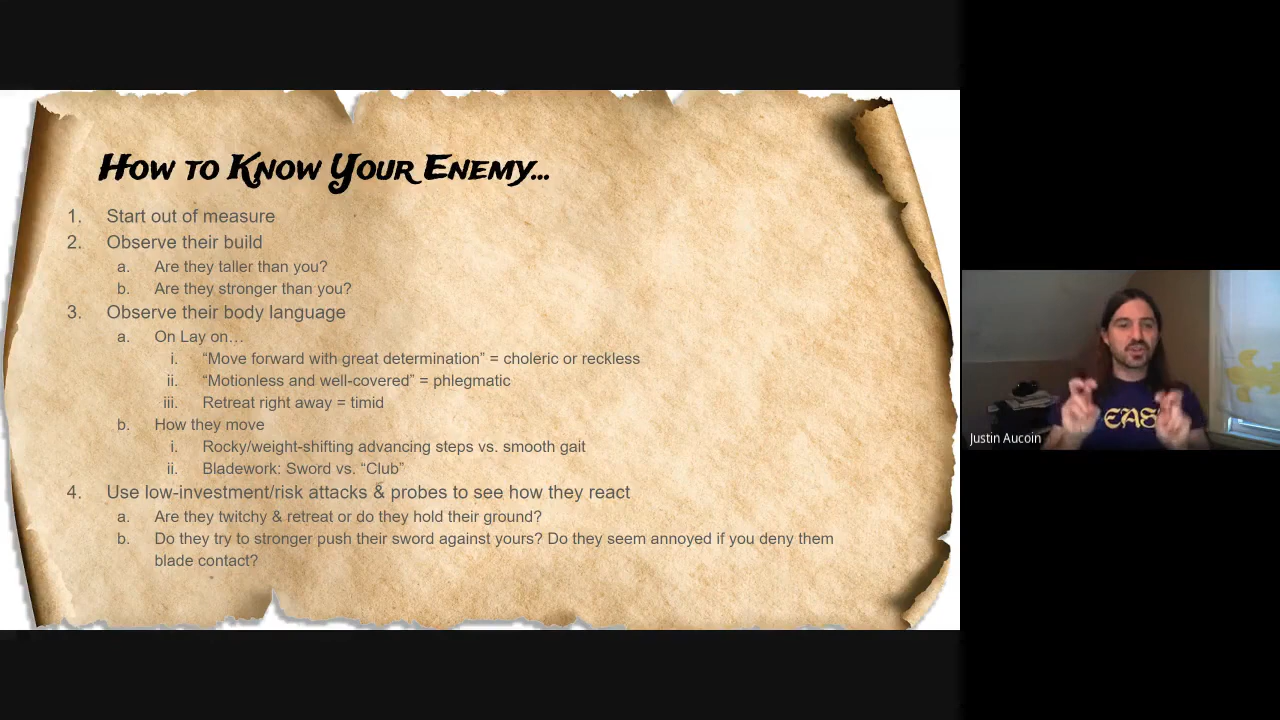 How to Know Your Enemy...
1. Start out of measure
2. Observe their build
a. Are they taller than you?
b. Are they stronger than you?
3. Observe their body language
a. On Lay on…
i. “Move forward with great determination” = choleric or reckless
ii. “Motionless and well-covered” = phlegmatic
iii. Retreat right away = timid
b. How they move
i. Rocky/weight-shifting advancing steps vs. smooth gait
ii. Bladework: Sword vs. “Club”
4. Use low-investment/risk attacks & probes to see how they react
a. Are they twitchy & retreat or do they hold their ground?
b. Do they try to stronger push their sword against yours? Do they seem annoyed if you deny them
blade contact?
EAS
Justin Aucoin